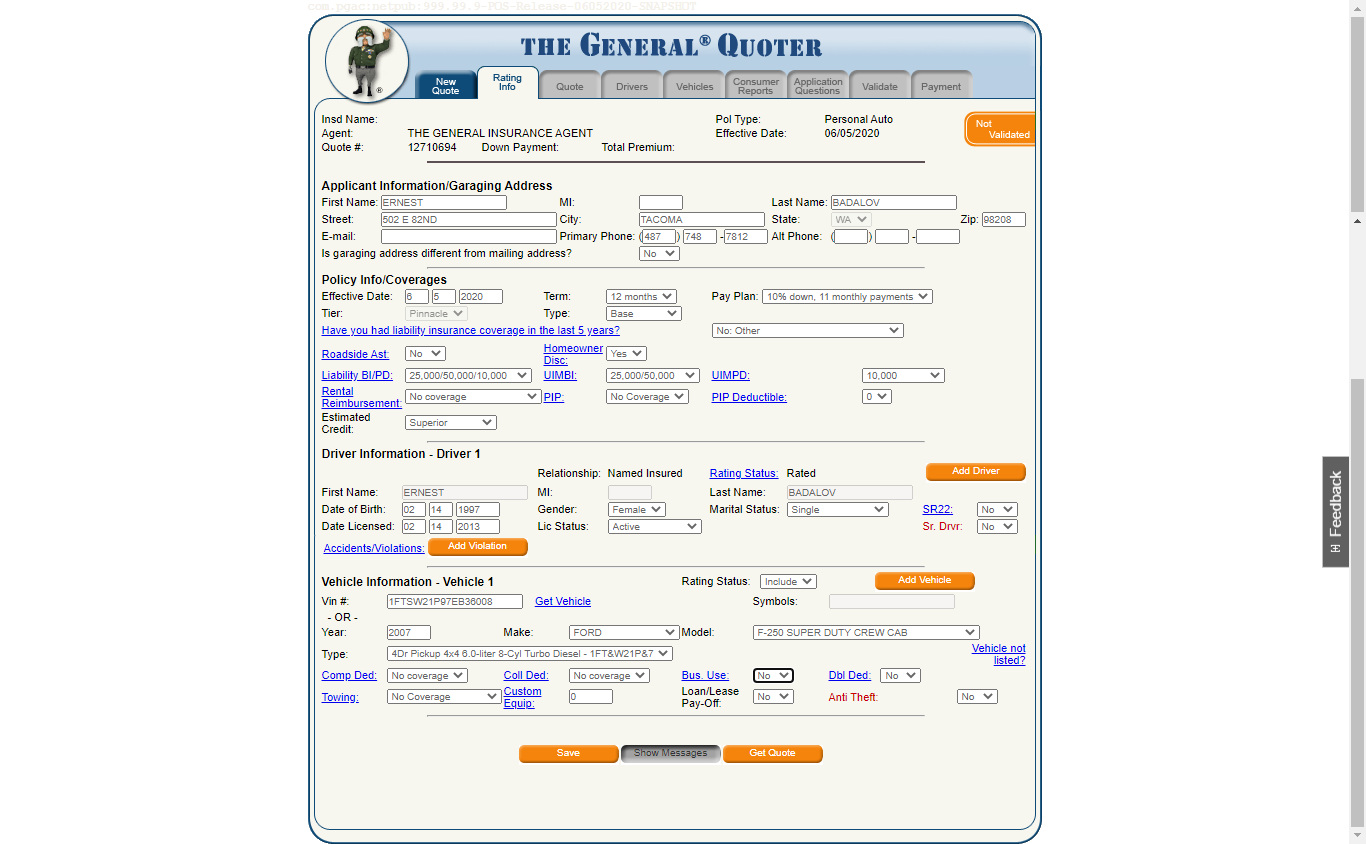 com.pgac:netpub:999.99.9-POS-Release-06052020-SNAPSHOT
THE GENERAL® QUOTER
New Quote
Rating Info
Quote
Drivers
Vehicles
Consumer Reports
Application Questions
Validate
Payment
®
Insd Name: Pol Type: Personal Auto
Agent: THE GENERAL INSURANCE AGENT Effective Date: 06/05/2020
Quote #: 12710694 Down Payment: Total Premium:
Not Validated
Applicant Information/Garaging Address
First Name: ERNEST MI: Last Name: BADALOV
Street: 502 E 82ND City: TACOMA State: WA Zip: 98208
E-mail: Primary Phone: (487) 748 -7812 Alt Phone: ( ) -
Is garaging address different from mailing address? No
Policy Info/Coverages
Effective Date: 6 5 2020 Term: 12 months Pay Plan: 10% down, 11 monthly payments
Tier: Pinnacle Type: Base
Have you had liability insurance coverage in the last 5 years? No: Other
Roadside Ast: No Homeowner Disc: Yes
Liability BI/PD: 25,000/50,000/10,000 UIMBI: 25,000/50,000 UIMPD: 10,000
Rental Reimbursement: No coverage PIP: No Coverage PIP Deductible: 0
Estimated Credit: Superior
Driver Information - Driver 1
Relationship: Named Insured Rating Status: Rated Add Driver
First Name: ERNEST MI: Last Name: BADALOV
Date of Birth: 02 14 1997 Gender: Female Marital Status: Single SR22: No
Date Licensed: 02 14 2013 Lic Status: Active Sr. Drvr: No
Accidents/Violations: Add Violation
Vehicle Information - Vehicle 1 Rating Status: Include Add Vehicle
Vin #: 1FTSW21P97EB36008 Get Vehicle Symbols:
- OR -
Year: 2007 Make: FORD Model: F-250 SUPER DUTY CREW CAB
Type: 4Dr Pickup 4x4 6.0-liter 8-Cyl Turbo Diesel - 1FT&W21P&7 Vehicle not listed?
Comp Ded: No coverage Coll Ded: No coverage Bus. Use: No Dbl Ded: No
Towing: No Coverage Custom Equip: 0 Loan/Lease Pay-Off: No Anti Theft: No
Save Show Messages Get Quote
Feedback